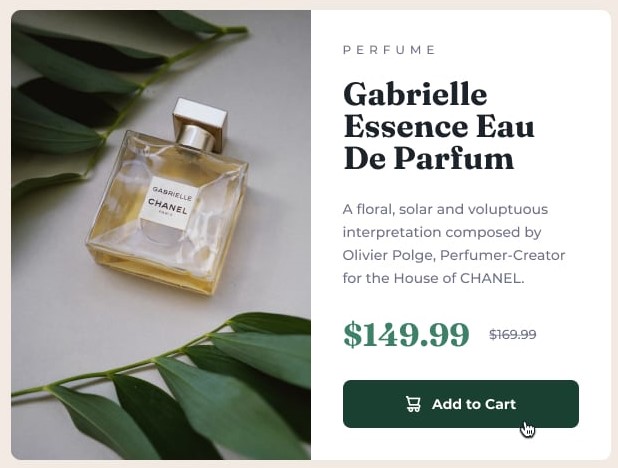 GABRIELLE
CHANEL
PARIS
PERFUME
Gabrielle
Essence Eau
De Parfum
A floral, solar and voluptuous
interpretation composed by
Olivier Polge, Perfumer-Creator
for the House of CHANEL.
$149.99 $169.99
Add to Cart